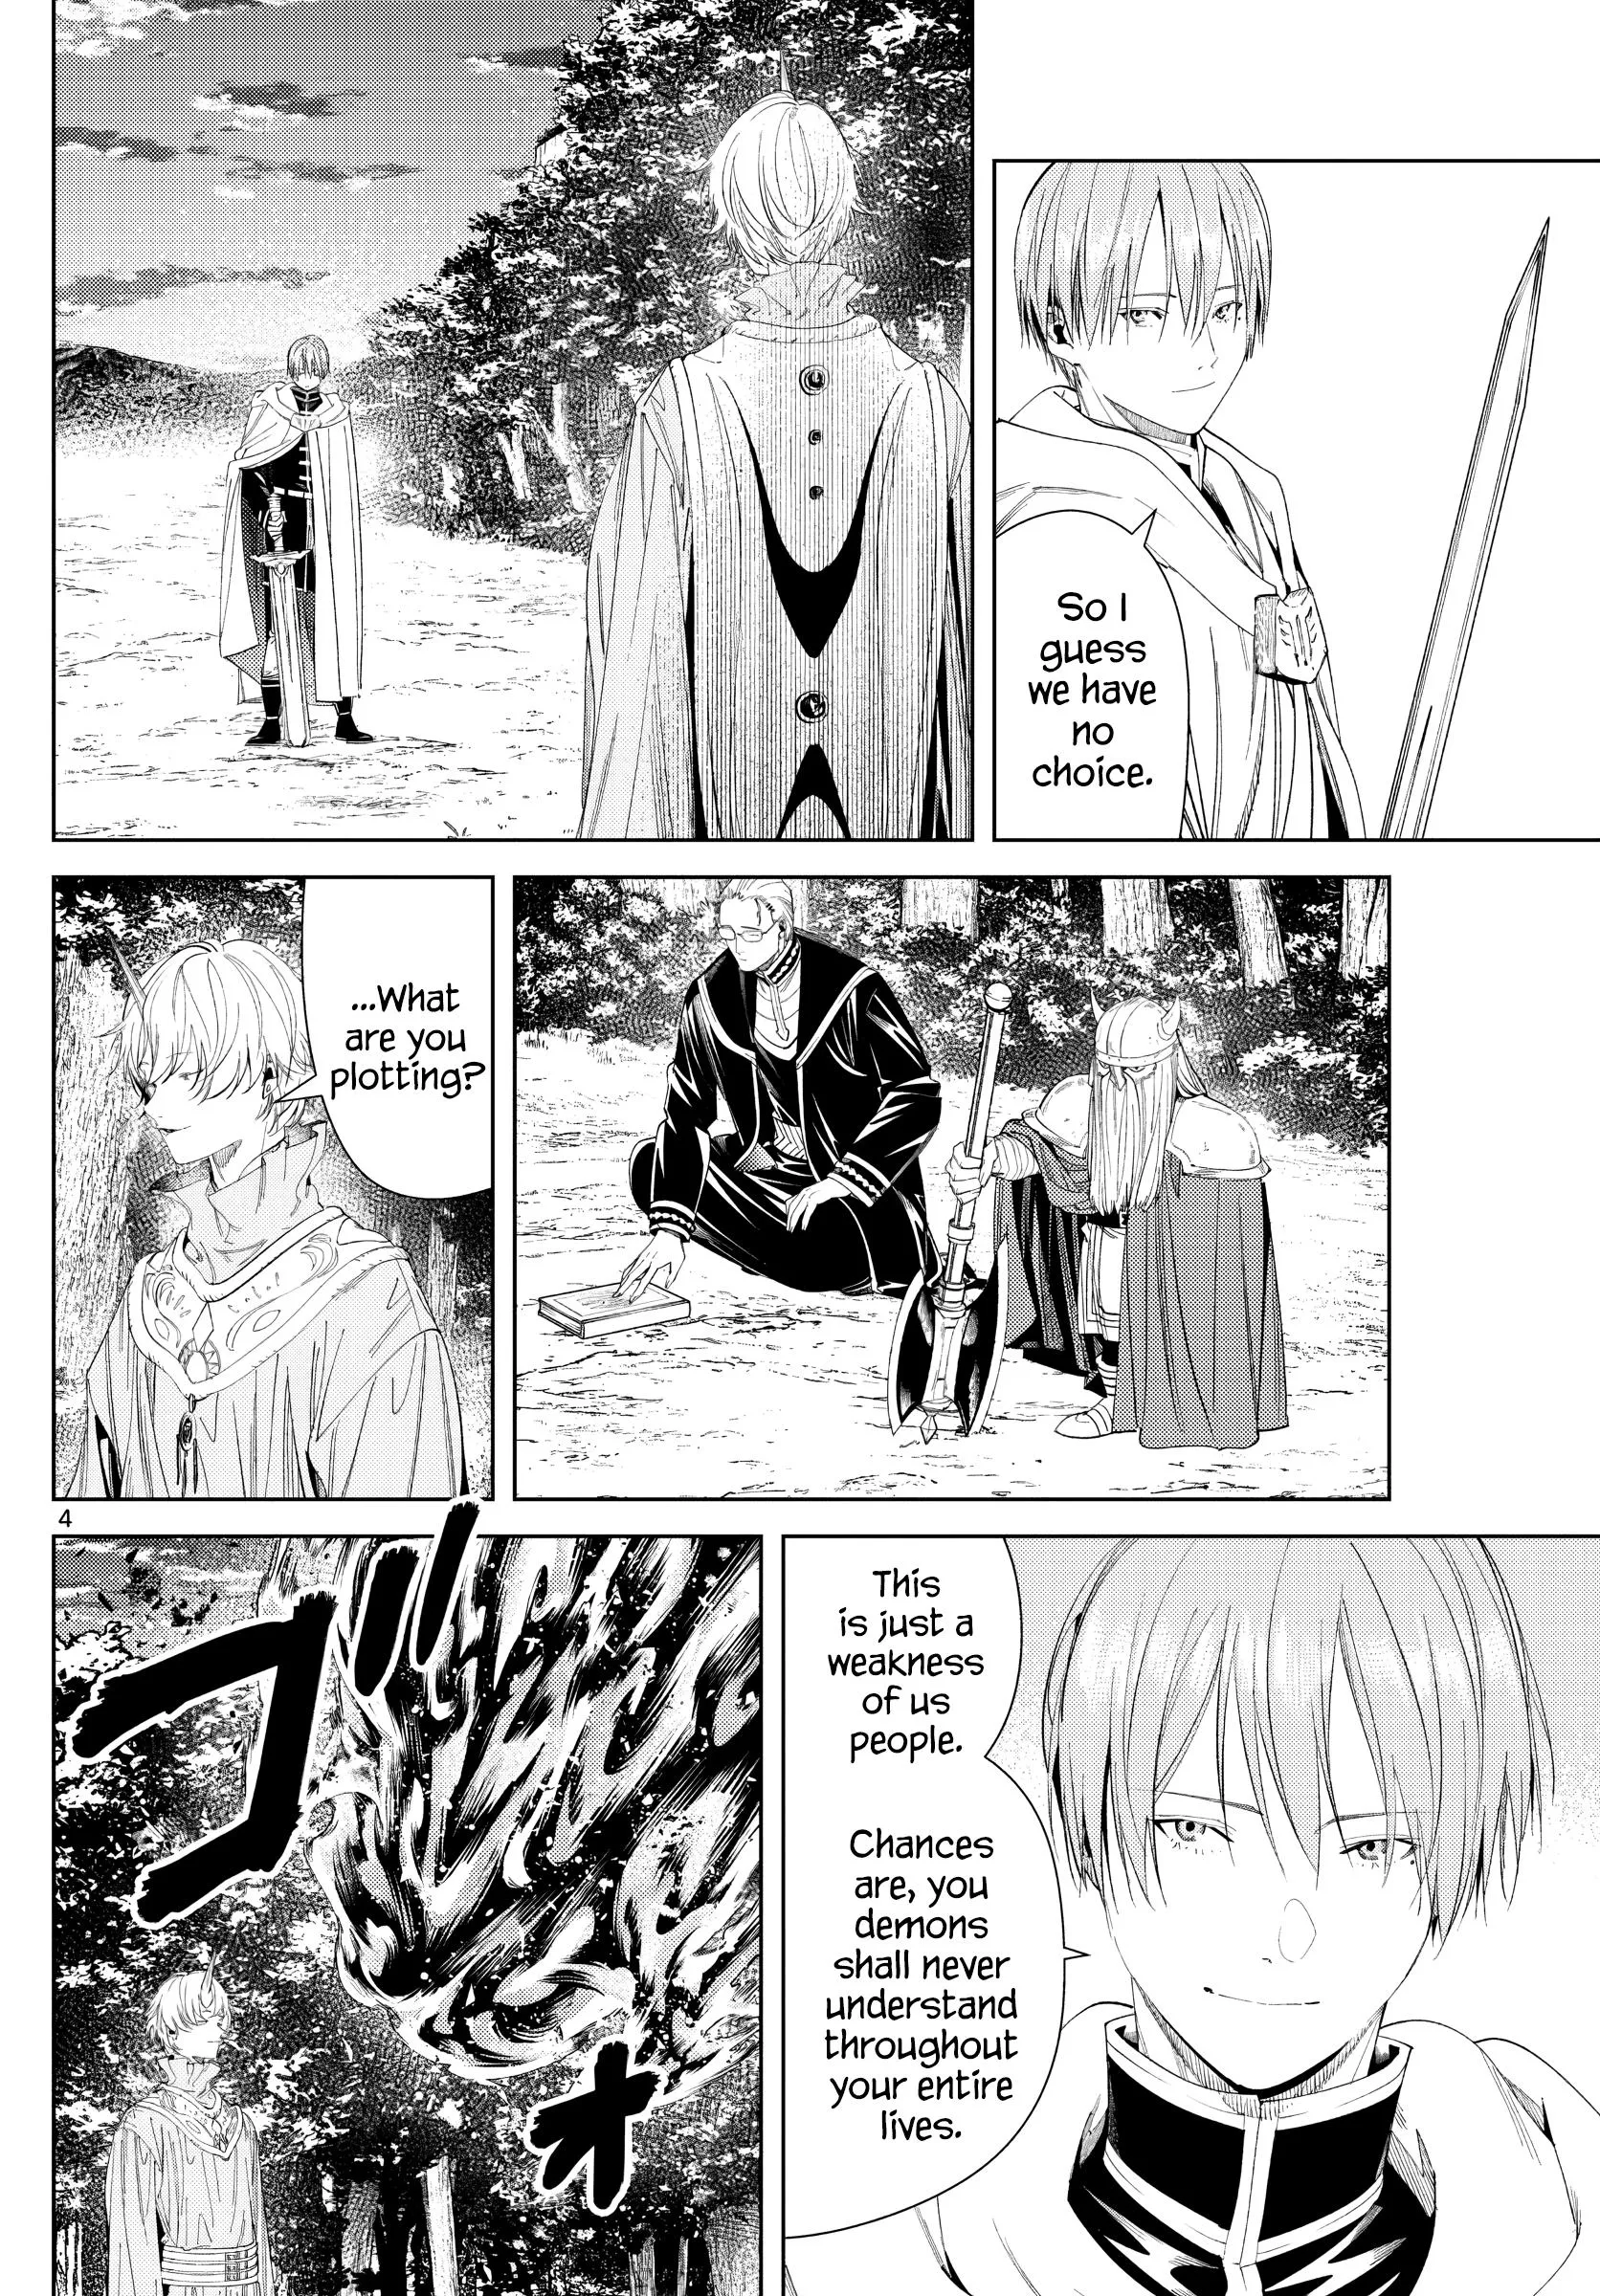 So I
guess
we have
no
choice.
...What
are you
plotting?
This
is just a
weakness
of us
people.
Chances
are, you
demons
shall never
understand
throughout
your entire
lives.
ゴォ
4